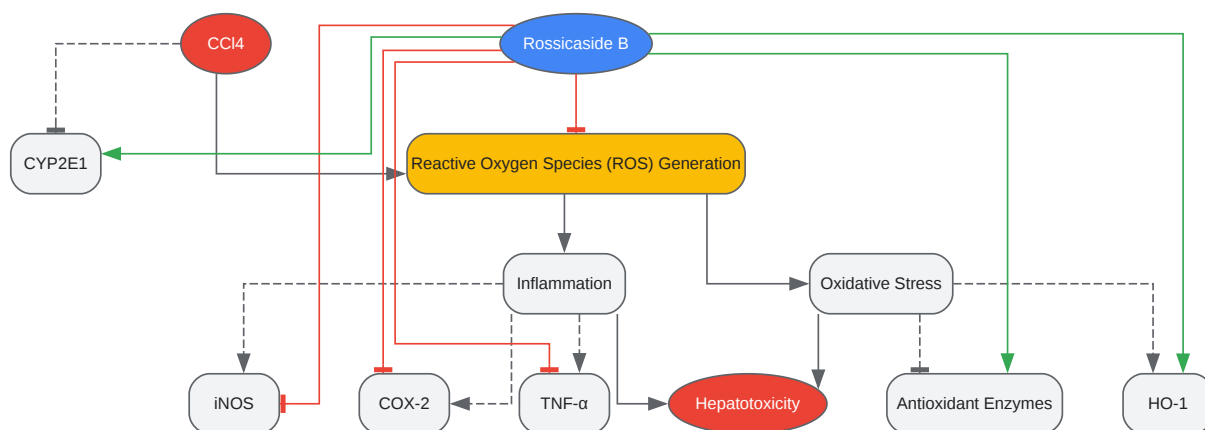 CCl4
Rossicaside B
CYP2E1
Reactive Oxygen Species (ROS) Generation
Inflammation
Oxidative Stress
iNOS
COX-2
TNF-α
Hepatotoxicity
Antioxidant Enzymes
HO-1